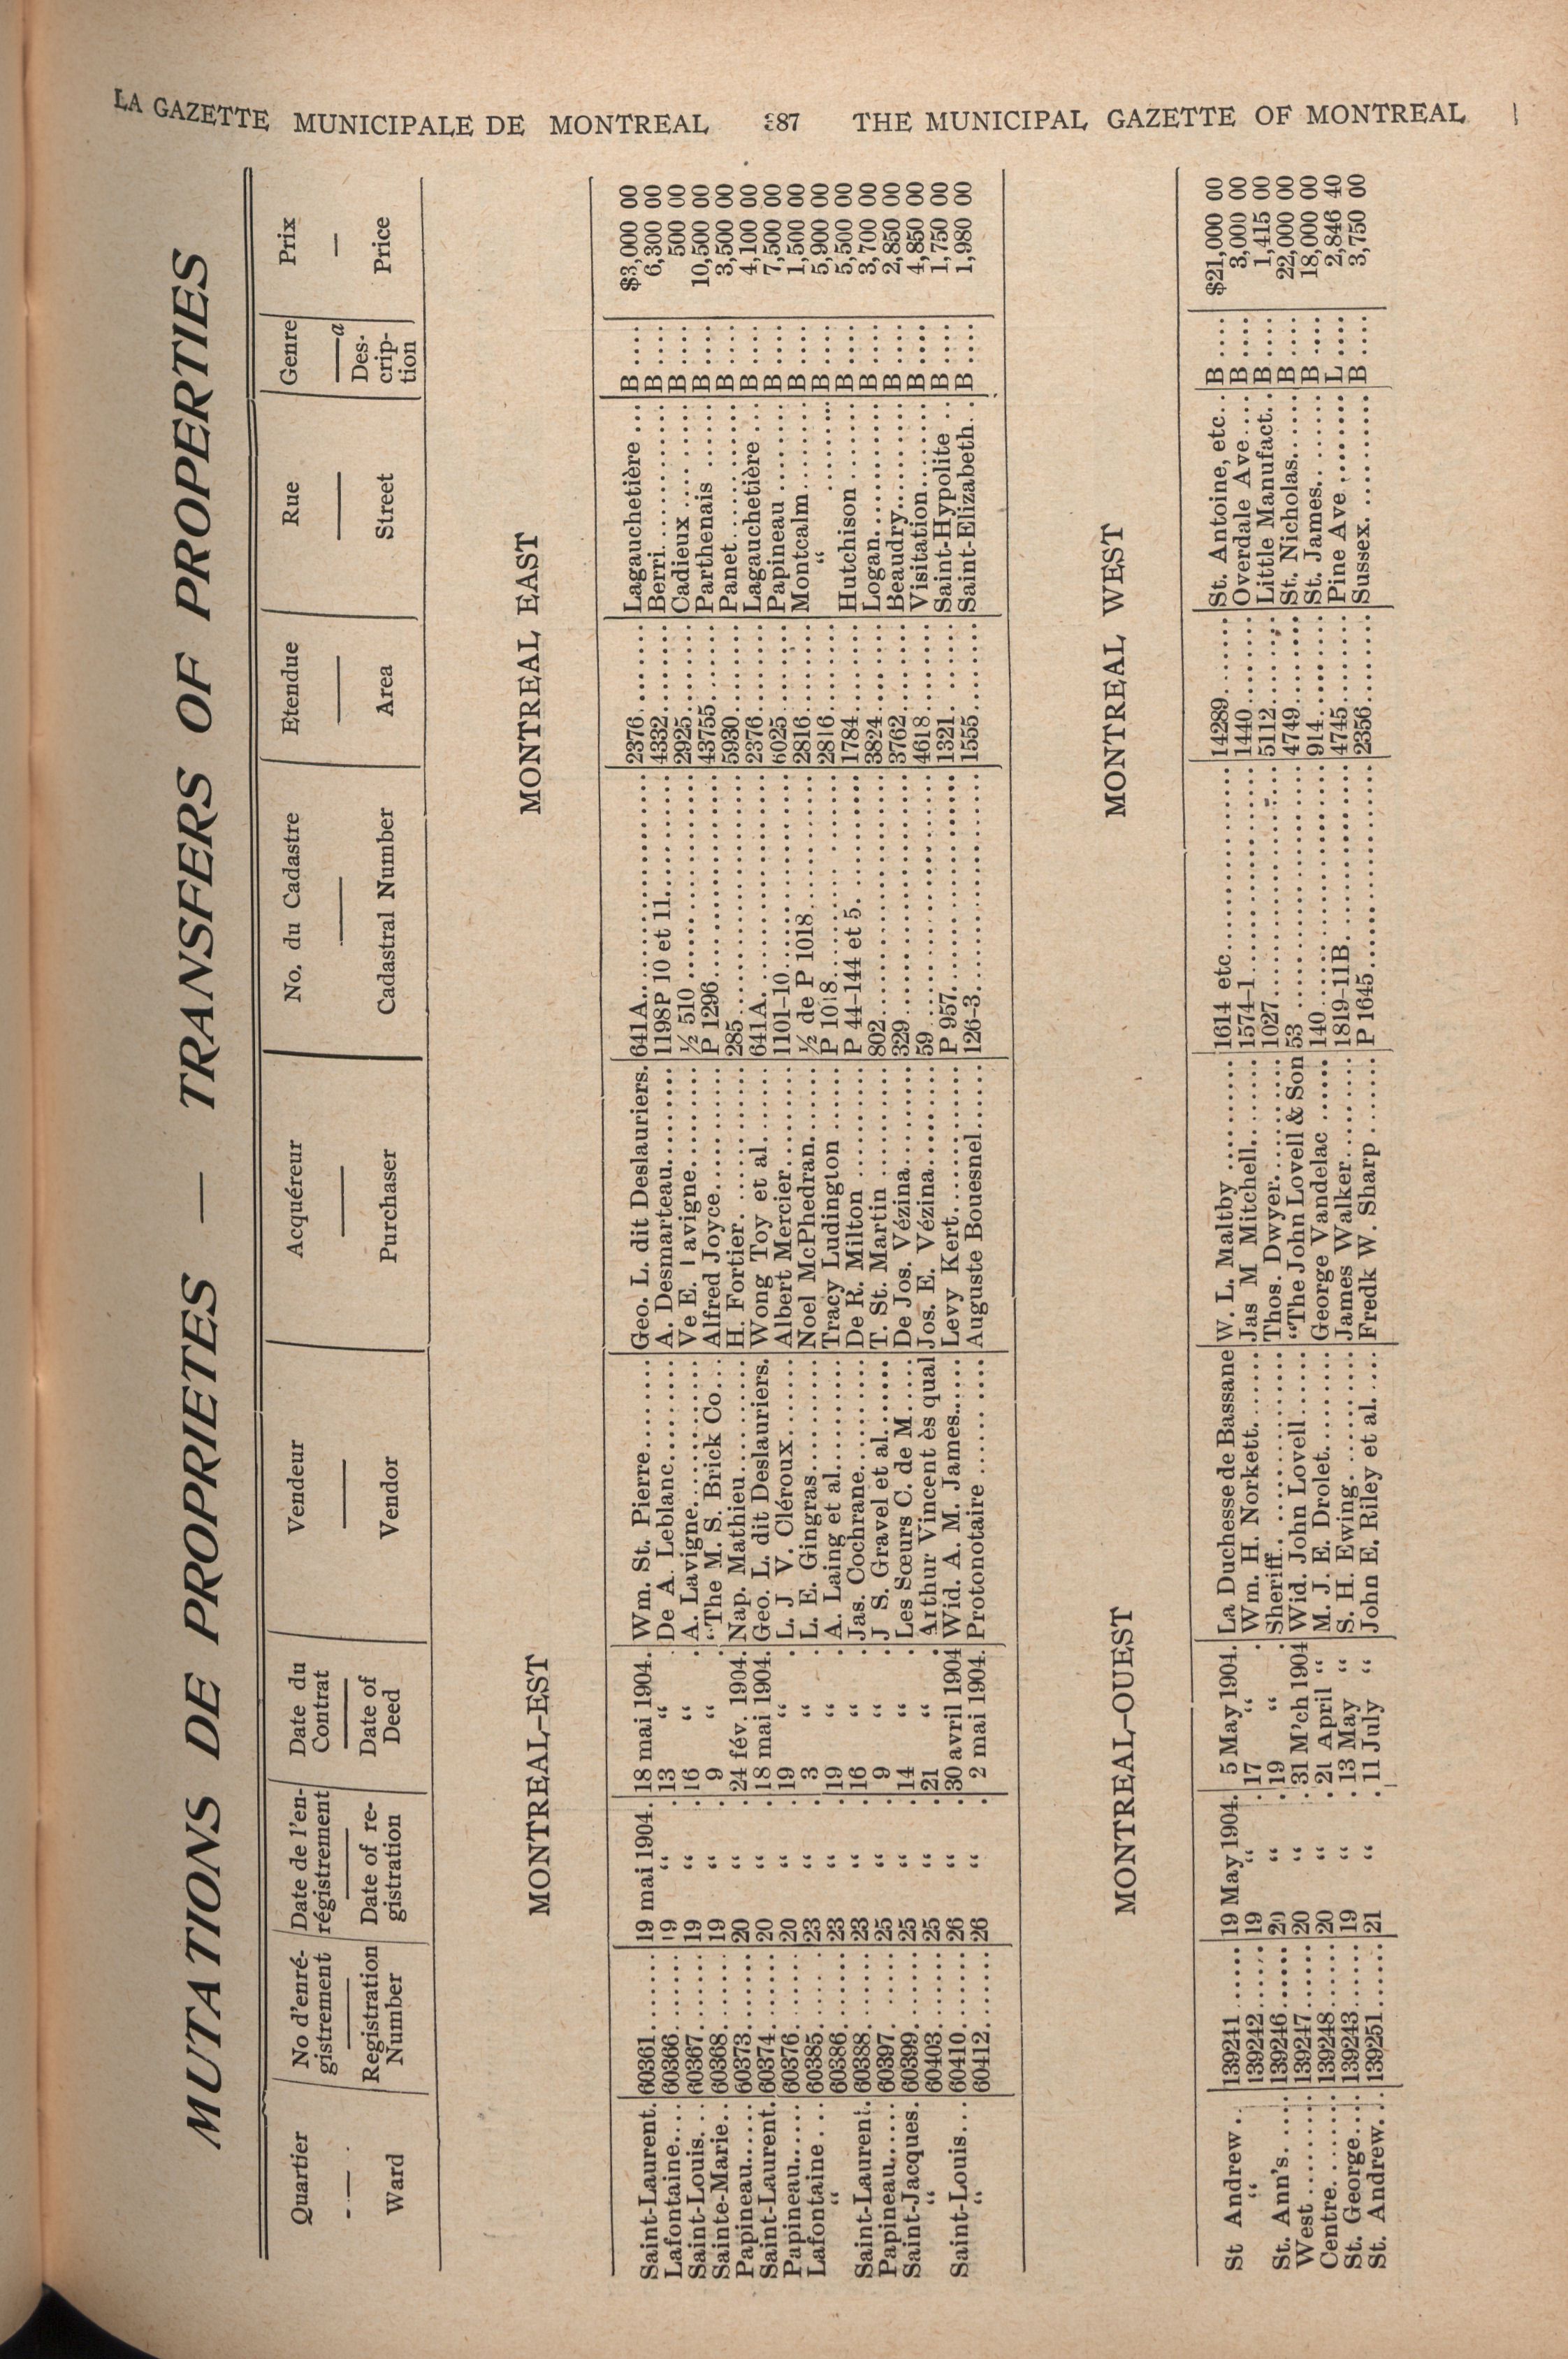 LA GAZETTE MUNICIPALE DE MONTREAL 387 THE MUNICIPAL GAZETTE OF MONTREAL
MUTATIONS DE PROPRIETES — TRANSFERS OF PROPERTIES
Quartier — Ward | No d'enré-gistrement — Registration Number | Date de l'en-régistrement — Date of re-gistration | Date du Contrat — Date of Deed | Vendeur — Vendor | Acquéreur — Purchaser | No. du Cadastre — Cadastral Number | Etendue — Area | Rue — Street | Genre — a Des-crip-tion | Prix — Price
MONTREAL-EST MONTREAL EAST
Saint-Laurent. 60361 ....... 19 mai 1904. 18 mai 1904. Wm. St. Pierre........ Geo. L. dit Deslauriers. 641A........ 2376........ Lagauchetière ... B .... $3,000 00
Lafontaine.... 60366 ....... 19 “ . 13 “ . De A. Leblanc........ A. Desmarteau........ 1198P 10 et 11........ 4332........ Berri........ B .... 6,300 00
Saint-Louis... 60367 ....... 19 “ . 16 “ . A. Lavigne........ Ve E. Lavigne........ ½ 510........ 2925........ Cadieux........ B .... 500 00
Sainte-Marie.. 60368 ....... 19 “ . 9 “ . “The M. S. Brick Co... Alfred Joyce........ P 1296........ 43755........ Parthenais ...... B .... 10,500 00
Papineau..... 60373 ....... 20 “ . 24 fév. 1904. Nap. Mathieu........ H. Fortier........ 285........ 5930........ Panet........ B .... 3,500 00
Saint-Laurent. 60374 ....... 20 “ . 18 mai 1904. Geo. L. dit Deslauriers. Wong Toy et al........ 641A........ 2376........ Lagauchetière ... B .... 4,100 00
Papineau..... 60376 ....... 20 “ . 19 “ . L. J. V. Cléroux........ Albert Mercier........ 1101-10........ 6025........ Papineau........ B .... 7,500 00
Lafontaine ... 60385 ....... 23 “ . 3 “ . L. E. Gingras........ Noel McPhedran........ ½ de P 1018........ 2816........ Montcalm........ B .... 1,500 00
“ 60386 ....... 23 “ . 19 “ . A. Laing et al........ Tracy Ludington ...... P 1018........ 2816........ “ ........ B .... 5,900 00
Saint-Laurent. 60388 ....... 23 “ . 16 “ . Jas. Cochrane........ De R. Milton ........ P 44-144 et 5........ 1784........ Hutchison........ B .... 5,500 00
Papineau..... 60397 ....... 25 “ . 9 “ . J S. Gravel et al....... T. St. Martin ........ 802........ 3824........ Logan........ B .... 3,700 00
Saint-Jacques. 60399 ....... 25 “ . 14 “ . Les Sœurs C. de M..... De Jos. Vézina........ 329........ 3762........ Beaudry........ B .... 2,850 00
“ 60403 ....... 25 “ . 21 “ . Arthur Vincent ès qual Jos. E. Vézina........ 59........ 4618........ Visitation........ B .... 4,850 00
Saint-Louis... 60410 ....... 26 “ . 30 avril 1904 Wid. A. M. James...... Levy Kert........ P 957........ 1321........ Saint-Hypolite .. B .... 1,750 00
“ 60412 ....... 26 “ . 2 mai 1904. Protonotaire ........ Auguste Bouesnel...... 126-3........ 1555........ Saint-Elizabeth.. B .... 1,980 00
MONTREAL-OUEST MONTREAL WEST
St Andrew .. 139241 ...... 19 May 1904. 5 May 1904. La Duchesse de Bassane W. L. Maltby ........ 1614 etc........ 14289........ St. Antoine, etc.. B .... $21,000 00
“ 139242 ...... 19 “ . 17 “ . Wm. H. Norkett....... Jas M Mitchell....... 1574-1........ 1440........ Overdale Ave.... B .... 3,000 00
St. Ann's..... 139246 ...... 20 “ . 19 “ . Sheriff........ Thos. Dwyer........ 1027........ 5112........ Little Manufact.. B .... 1,415 00
West ........ 139247 ...... 20 “ . 31 M'ch 1904 Wid. John Lovell...... “The John Lovell & Son 53 ........ 4749........ St. Nicholas...... B .... 22,000 00
Centre....... 139248 ...... 20 “ . 21 April “ M. J. E. Drolet........ George Vandelac ...... 140........ 914........ St. James........ B .... 18,000 00
St. George.... 139243 ...... 19 “ . 13 May “ S. H. Ewing........ James Walker........ 1819-11B........ 4745........ Pine Ave........ L .... 2,846 40
St. Andrew... 139251 ...... 21 “ . 11 July “ John E. Riley et al..... Fredk W. Sharp ...... P 1645........ 2356........ Sussex........ B .... 3,750 00